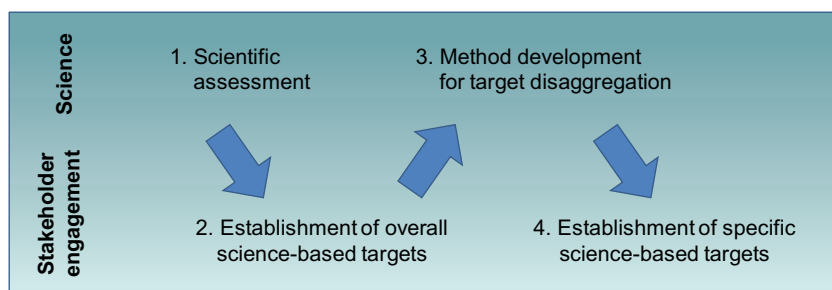 Science
1. Scientific
assessment
3. Method development
for target disaggregation
Stakeholder
engagement
2. Establishment of overall
science-based targets
4. Establishment of specific
science-based targets